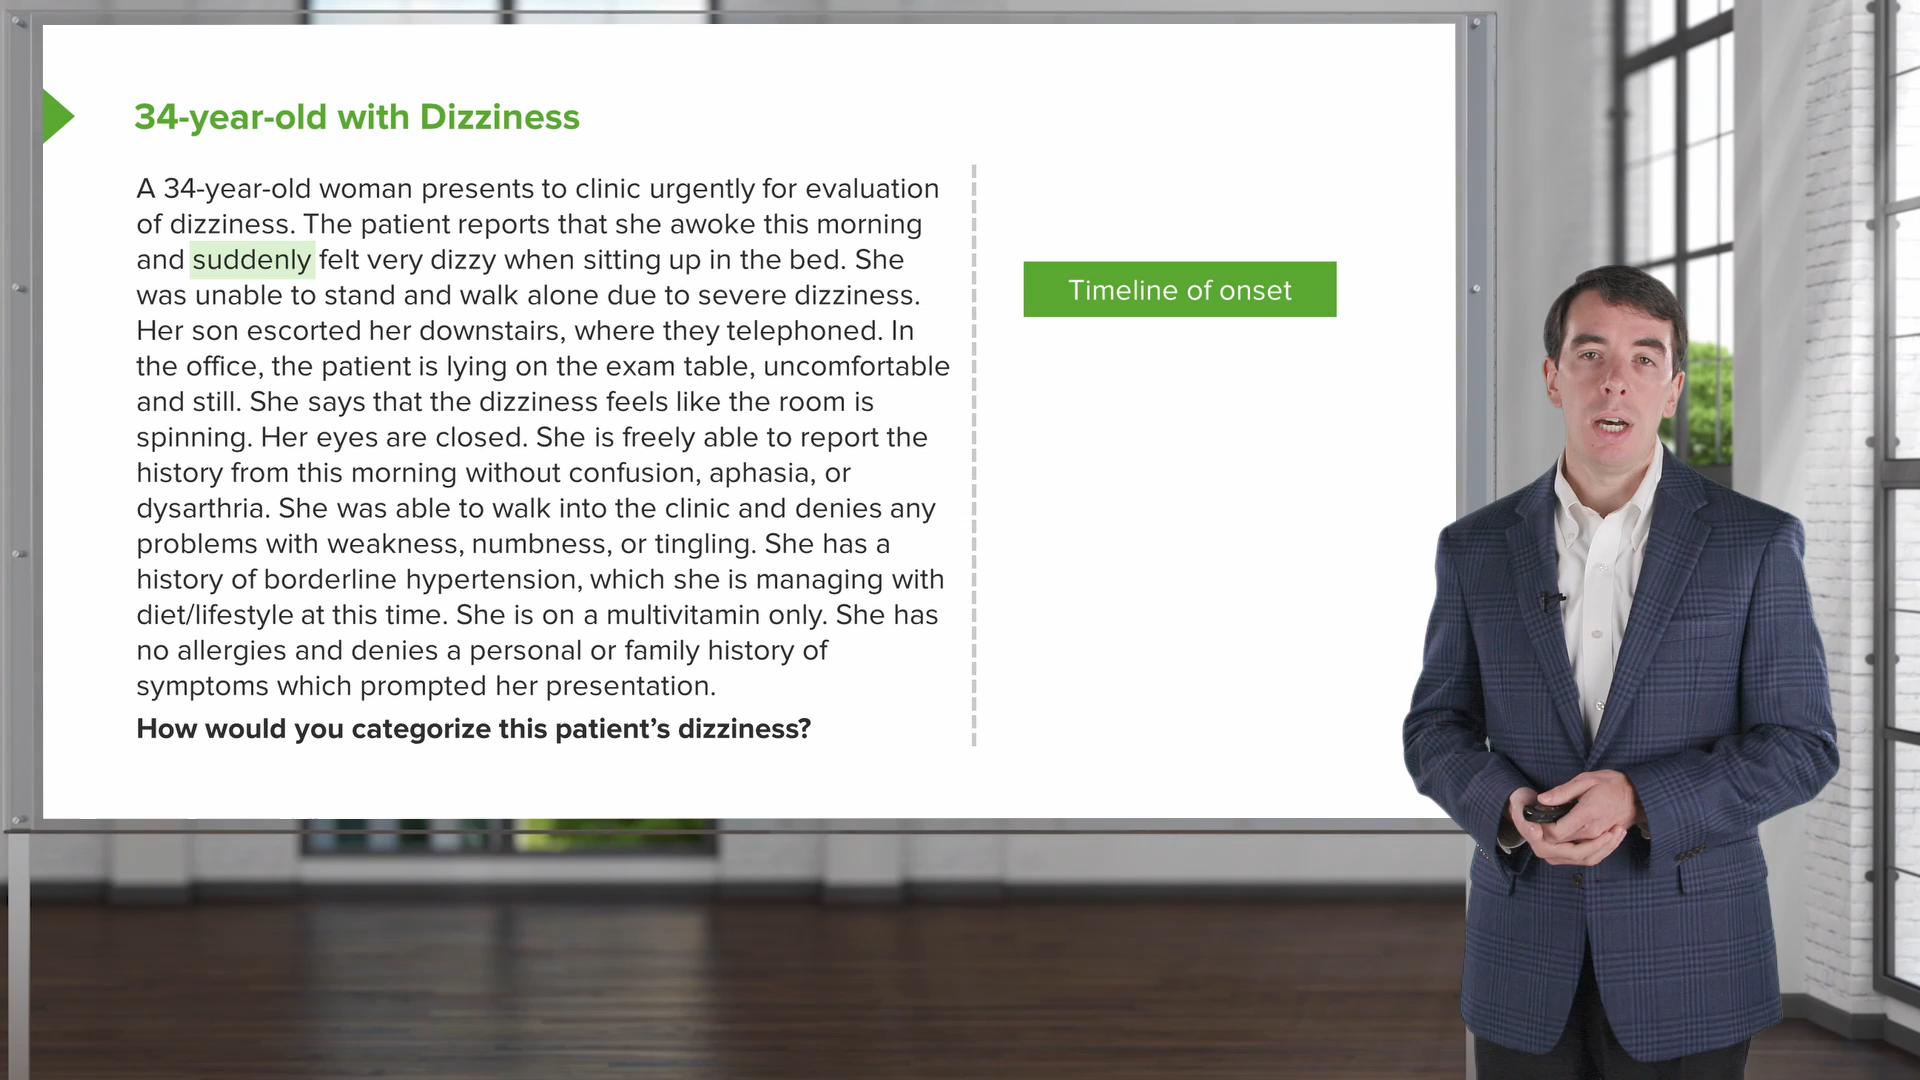 34-year-old with Dizziness
A 34-year-old woman presents to clinic urgently for evaluation
of dizziness. The patient reports that she awoke this morning
and suddenly felt very dizzy when sitting up in the bed. She
was unable to stand and walk alone due to severe dizziness.
Her son escorted her downstairs, where they telephoned. In
the office, the patient is lying on the exam table, uncomfortable
and still. She says that the dizziness feels like the room is
spinning. Her eyes are closed. She is freely able to report the
history from this morning without confusion, aphasia, or
dysarthria. She was able to walk into the clinic and denies any
problems with weakness, numbness, or tingling. She has a
history of borderline hypertension, which she is managing with
diet/lifestyle at this time. She is on a multivitamin only. She has
no allergies and denies a personal or family history of
symptoms which prompted her presentation.
How would you categorize this patient’s dizziness?
Timeline of onset